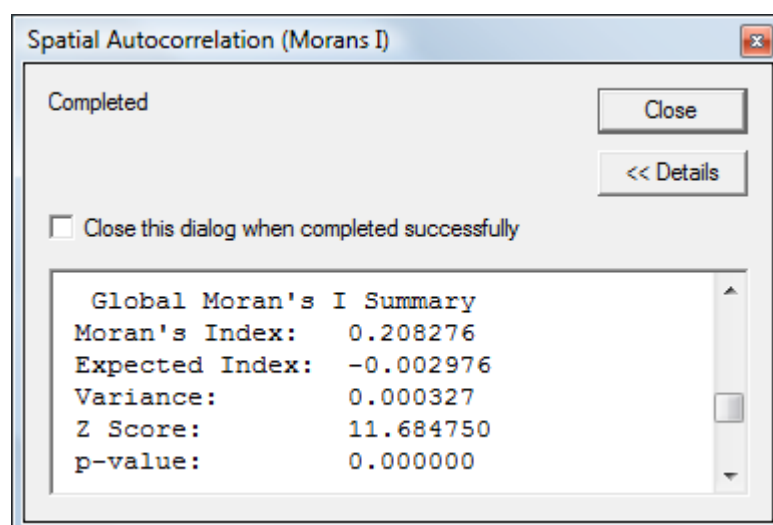 Spatial Autocorrelation (Morans I)
Completed
Close
<< Details
Close this dialog when completed successfully
Global Moran's I Summary
Moran's Index: 0.208276
Expected Index: -0.002976
Variance: 0.000327
Z Score: 11.684750
p-value: 0.000000